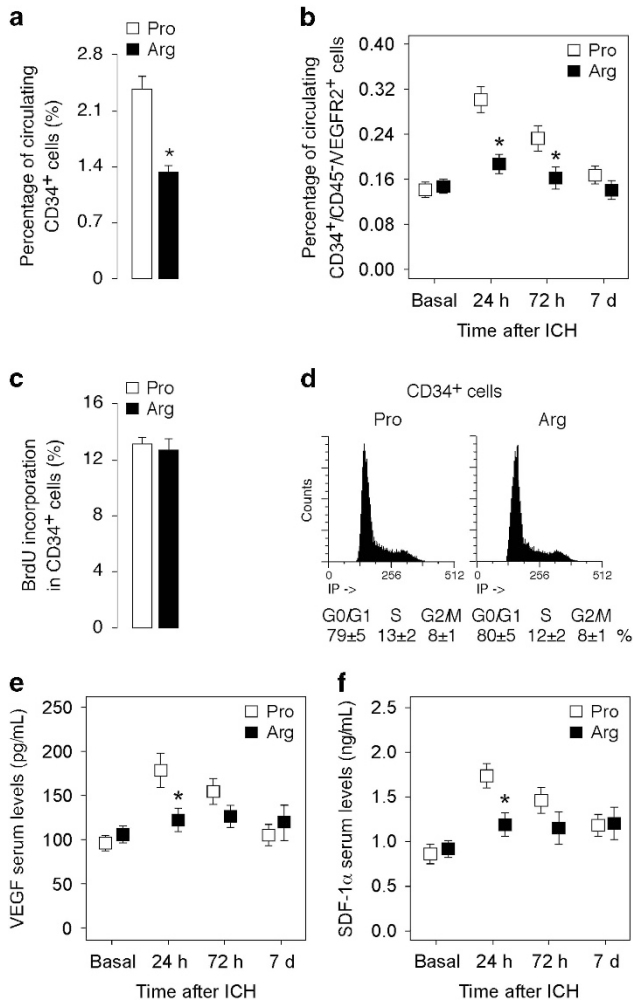 a
Pro
Arg
Percentage of circulating
CD34+ cells (%)
2.8
2.1
1.4
0.7
0
*
b
Pro
Arg
Percentage of circulating
CD34+/CD45-/VEGFR2+ cells
0.40
0.32
0.24
0.16
0.08
0.00
* *
Basal 24 h 72 h 7 d
Time after ICH
c
Pro
Arg
BrdU incorporation
in CD34+ cells (%)
16
12
8
4
0
d
CD34+ cells
Pro Arg
Counts
0 256 512 0 256 512
IP -> IP ->
G0/G1 S G2/M G0/G1 S G2/M
79±5 13±2 8±1 80±5 12±2 8±1 %
e
Pro
Arg
VEGF serum levels (pg/mL)
250
200
150
100
50
0
*
Basal 24 h 72 h 7 d
Time after ICH
f
Pro
Arg
SDF-1α serum levels (ng/mL)
2.5
2.0
1.5
1.0
0.5
0.0
*
Basal 24 h 72 h 7 d
Time after ICH